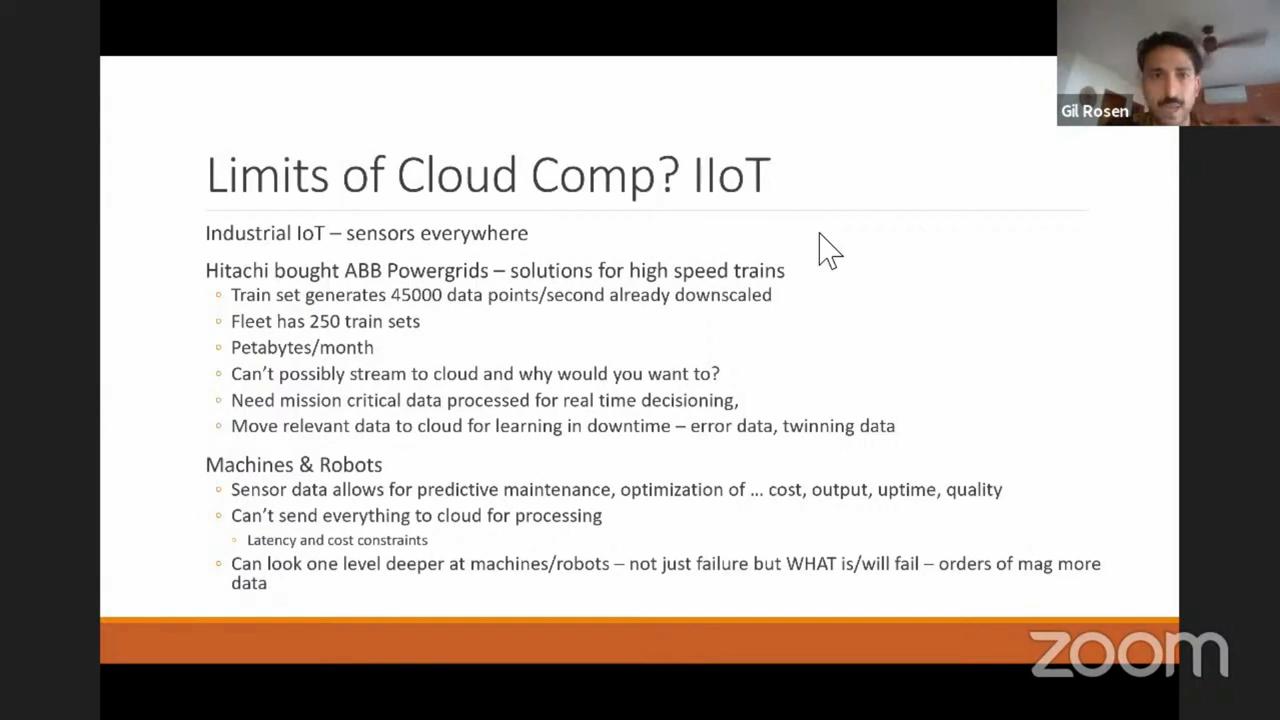 Gil Rosen
Limits of Cloud Comp? IIoT
Industrial IoT – sensors everywhere
Hitachi bought ABB Powergrids – solutions for high speed trains
◦ Train set generates 45000 data points/second already downscaled
◦ Fleet has 250 train sets
◦ Petabytes/month
◦ Can't possibly stream to cloud and why would you want to?
◦ Need mission critical data processed for real time decisioning,
◦ Move relevant data to cloud for learning in downtime – error data, twinning data
Machines & Robots
◦ Sensor data allows for predictive maintenance, optimization of … cost, output, uptime, quality
◦ Can't send everything to cloud for processing
◦ Latency and cost constraints
◦ Can look one level deeper at machines/robots – not just failure but WHAT is/will fail – orders of mag more
data
zoom